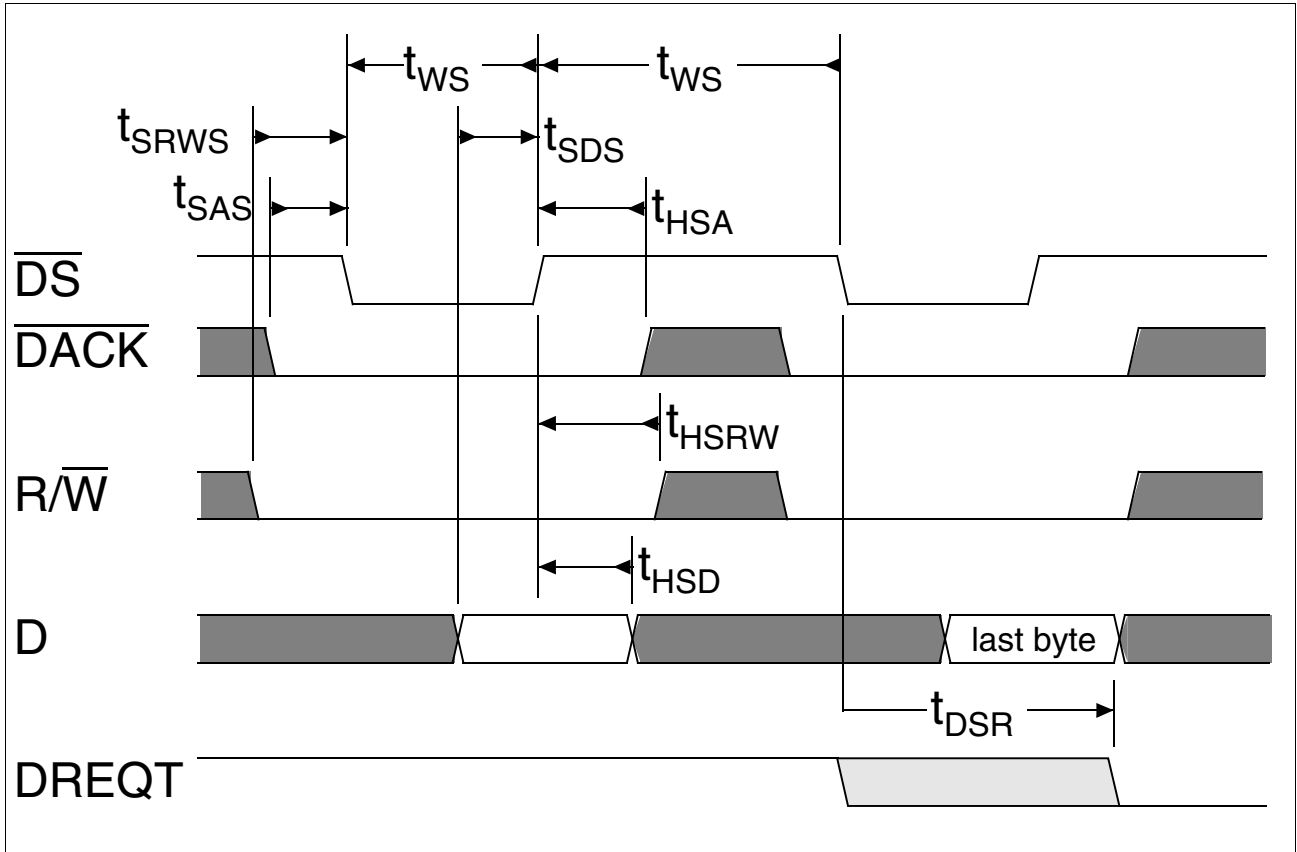 tWS tWS
tSRWS tSDS
tSAS tHSA
DS
DACK
tHSRW
R/W
tHSD
D last byte
tDSR
DREQT